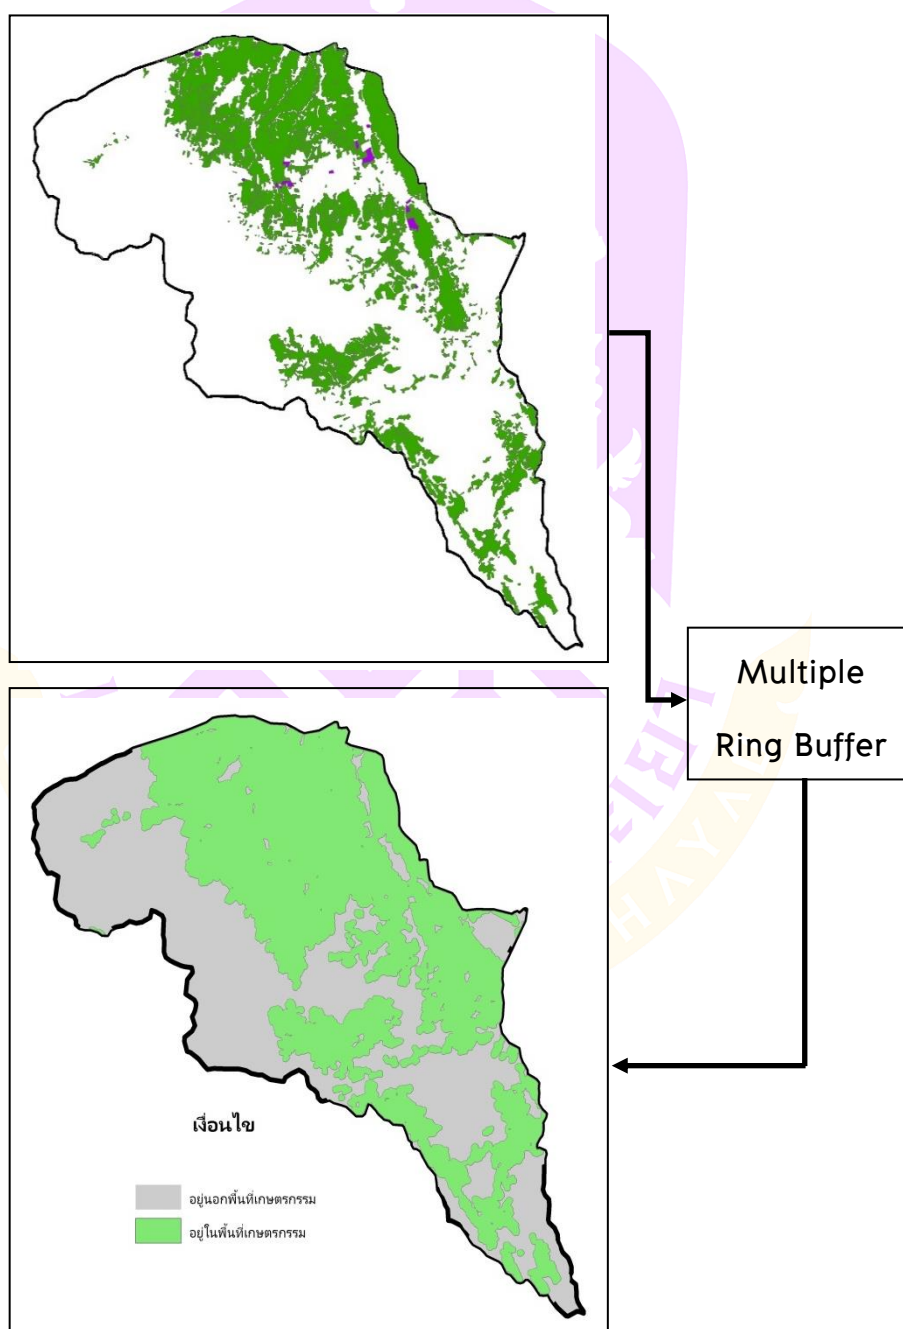 Multiple
Ring Buffer
เงื่อนไข
อยู่นอกพื้นที่เกษตรกรรม
อยู่ในพื้นที่เกษตรกรรม